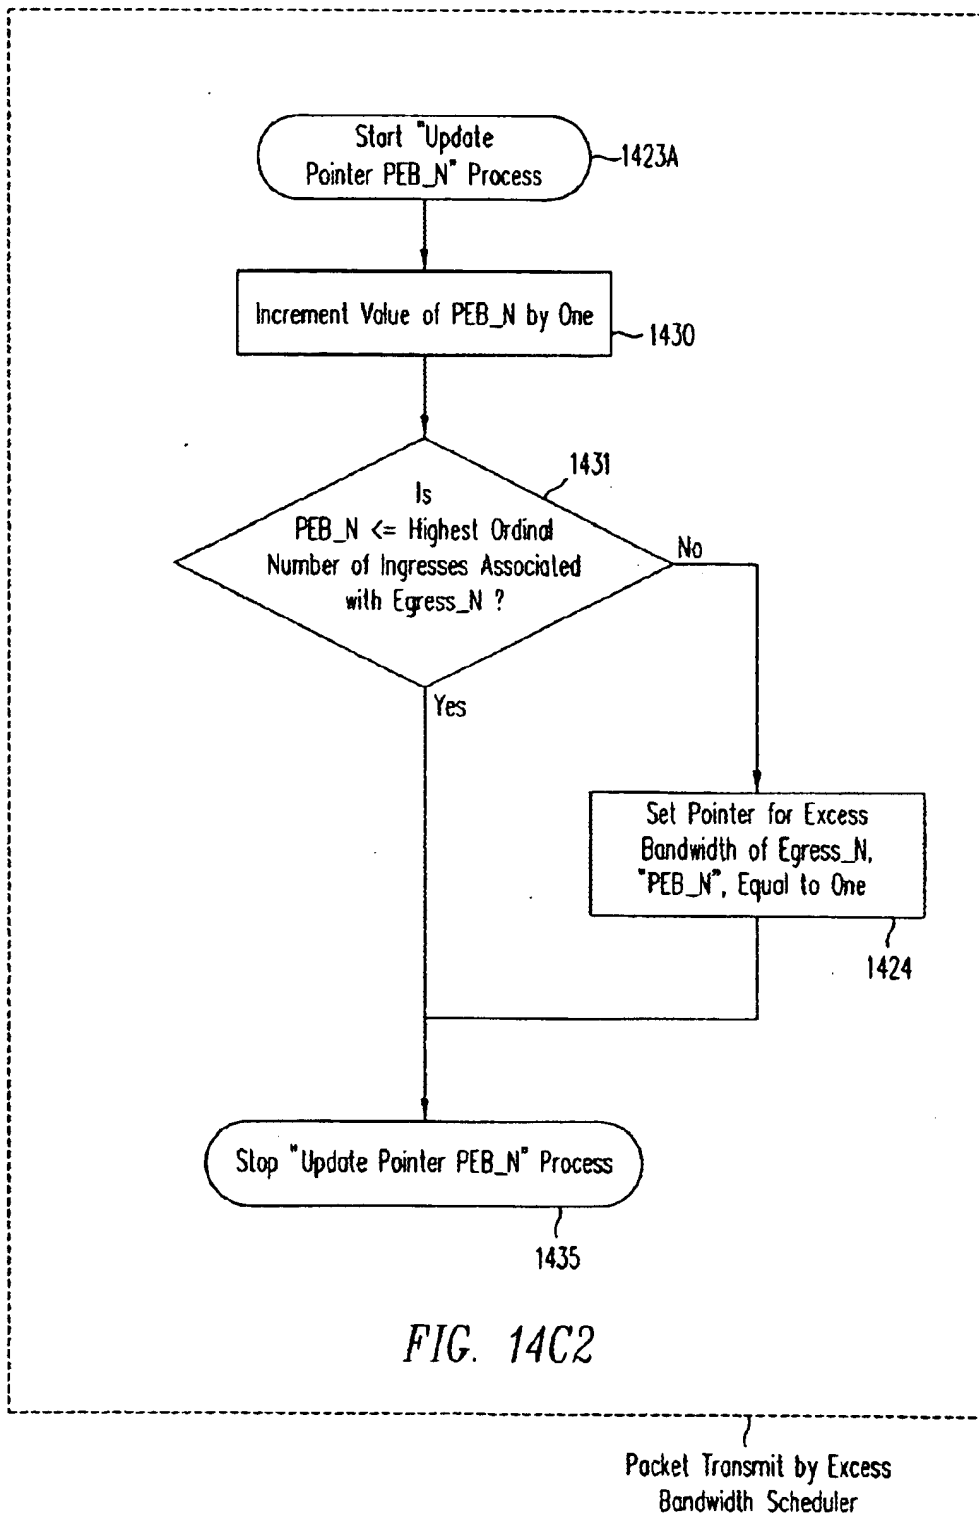 Start "Update
Pointer PEB_N" Process
1423A
Increment Value of PEB_N by One
1430
1431
Is
PEB_N <= Highest Ordinal
Number of Ingresses Associated
with Egress_N ?
No
Yes
Set Pointer for Excess
Bandwidth of Egress_N,
"PEB_N", Equal to One
1424
Stop "Update Pointer PEB_N" Process
1435
FIG. 14C2
Packet Transmit by Excess
Bandwidth Scheduler